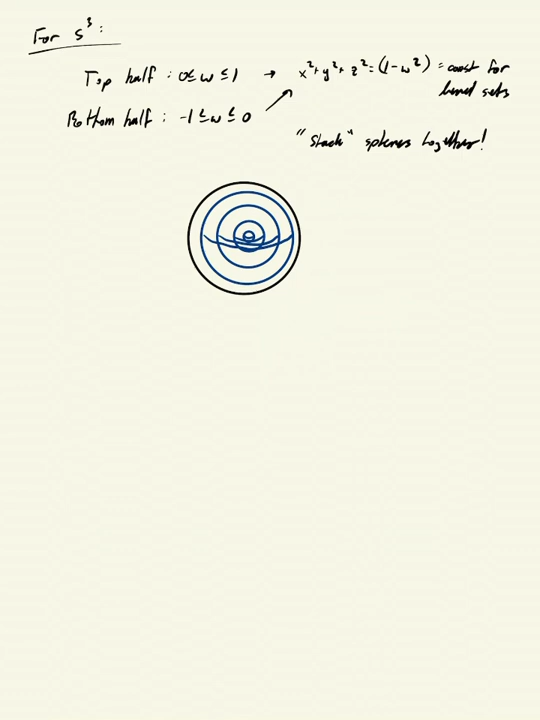 For S³:
Top half : 0 ≤ w ≤ 1 → x² + y² + z² = (1 - w²) = const for
level sets
Bottom half : -1 ≤ w ≤ 0
"Stack" spheres together!